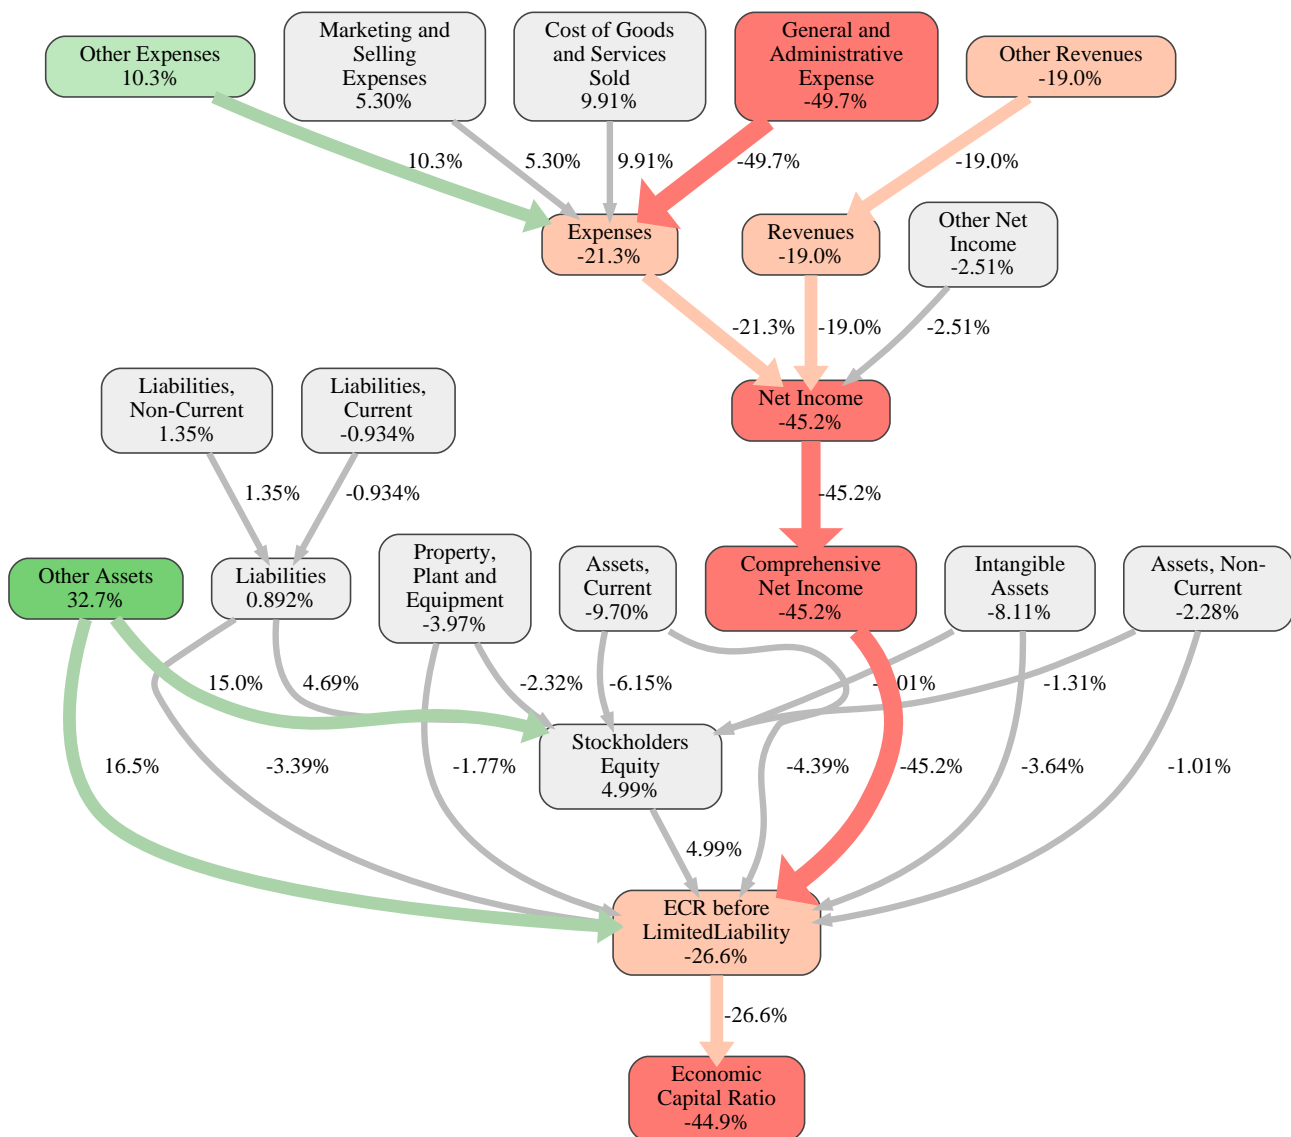 Other Expenses
10.3%
Marketing and
Selling
Expenses
5.30%
Cost of Goods
and Services
Sold
9.91%
General and
Administrative
Expense
-49.7%
Other Revenues
-19.0%
10.3%
5.30%
9.91%
-49.7%
-19.0%
Expenses
-21.3%
Revenues
-19.0%
Other Net
Income
-2.51%
-21.3%
-19.0%
-2.51%
Liabilities,
Non-Current
1.35%
Liabilities,
Current
-0.934%
Net Income
-45.2%
1.35%
-0.934%
-45.2%
Other Assets
32.7%
Liabilities
0.892%
Property,
Plant and
Equipment
-3.97%
Assets,
Current
-9.70%
Comprehensive
Net Income
-45.2%
Intangible
Assets
-8.11%
Assets, Non-
Current
-2.28%
15.0%
4.69%
-2.32%
-6.15%
-1.31%
Stockholders
Equity
4.99%
16.5%
-3.39%
-1.77%
-4.39%
-45.2%
-3.64%
-1.01%
4.99%
ECR before
LimitedLiability
-26.6%
-26.6%
Economic
Capital Ratio
-44.9%